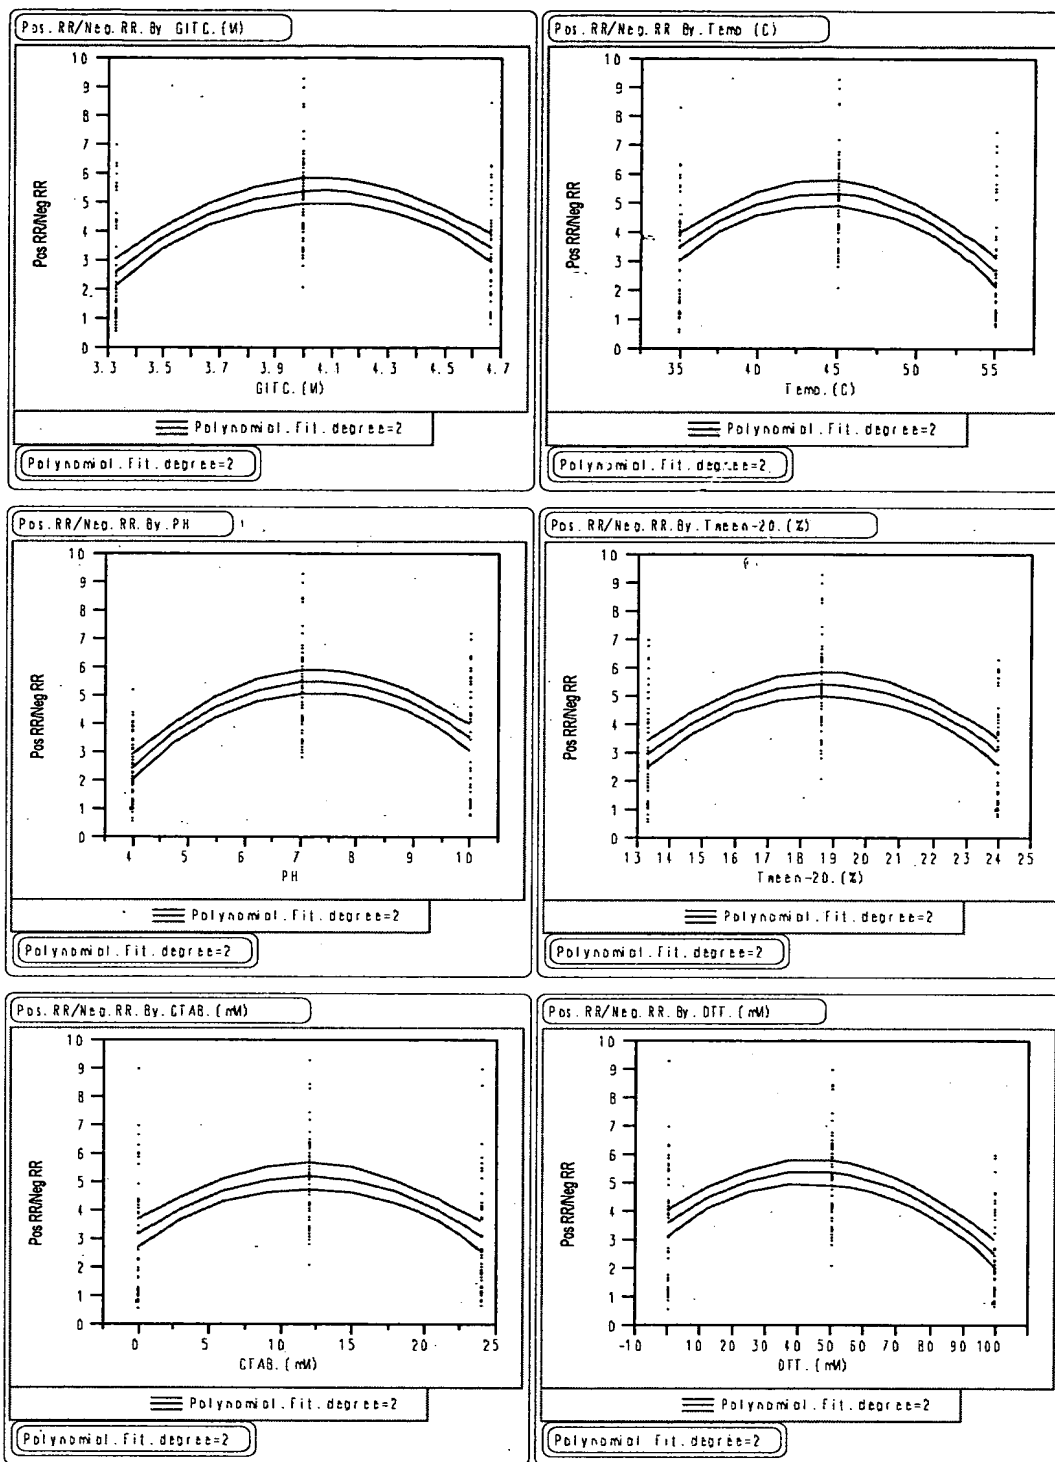 Pos. RR/Neg. RR. By GITC. (M)
10
9
8
7
6
5
4
3
2
1
0
Pos RR/Neg RR
3.3 3.5 3.7 3.9 4.1 4.3 4.5 4.7
GITC. (M)
Polynomial. Fit. degree=2
Polynomial. Fit. degree=2
Pos. RR/Neg. RR By. Temp (C)
10
9
8
7
6
5
4
3
2
1
0
Pos RR/Neg RR
35 40 45 50 55
Temp. (C)
Polynomial. Fit. degree=2
Polynomial. Fit. degree=2.
Pos. RR/Neg. RR. By. PH
10
9
8
7
6
5
4
3
2
1
0
Pos RR/Neg RR
4 5 6 7 8 9 10
PH
Polynomial. Fit. degree=2
Polynomial. Fit. degree=2
Pos. RR/Neg. RR. By. Tween-20. (%)
10
9
8
7
6
5
4
3
2
1
0
Pos RR/Neg RR
13 14 15 16 17 18 19 20 21 22 23 24 25
Tween-20. (%)
Polynomial. Fit. degree=2
Polynomial. Fit. degree=2
Pos. RR/Neg. RR. By. CTAB. (mM)
10
9
8
7
6
5
4
3
2
1
0
Pos RR/Neg RR
0 5 10 15 20 25
CTAB. (mM)
Polynomial. Fit. degree=2
Polynomial. Fit. degree=2
Pos. RR/Neg. RR. By. DTT. (mM)
10
9
8
7
6
5
4
3
2
1
0
Pos RR/Neg RR
-10 0 10 20 30 40 50 60 70 80 90 100
DTT. (mM)
Polynomial. Fit. degree=2
Polynomial Fit. degree=2